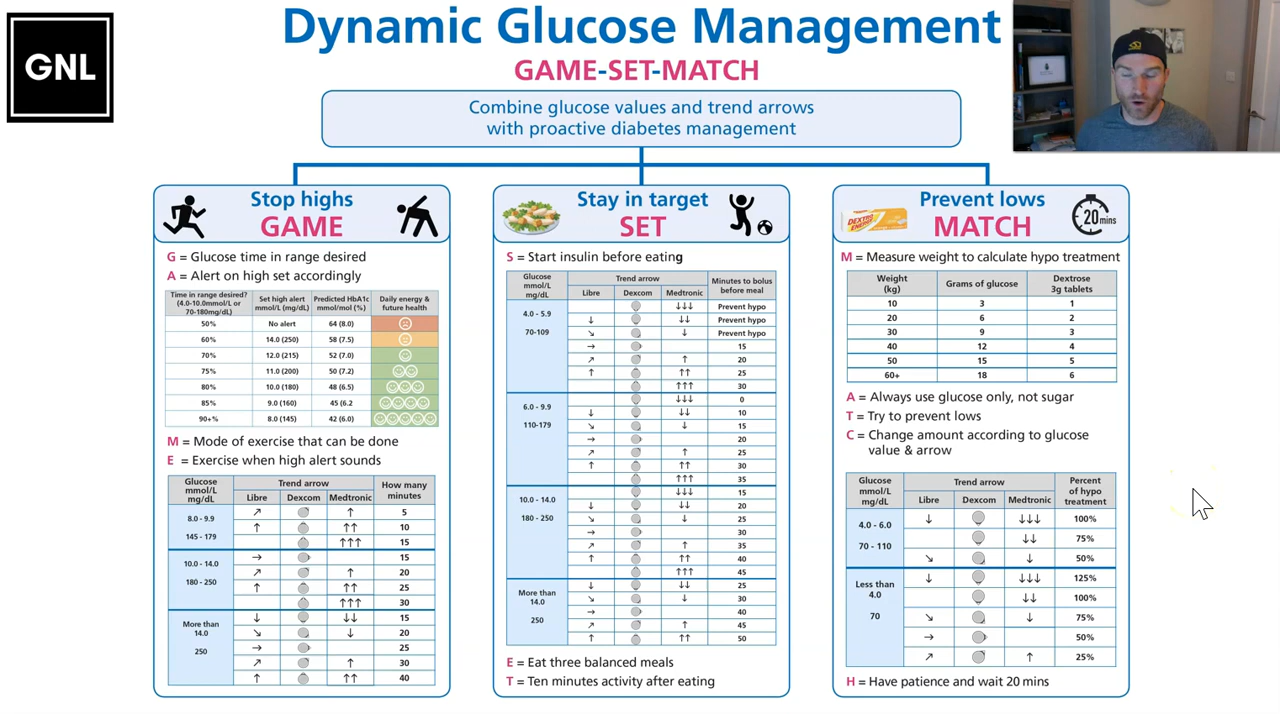 GNL
Dynamic Glucose Management
GAME-SET-MATCH
Combine glucose values and trend arrows
with proactive diabetes management
Stop highs
GAME
G = Glucose time in range desired
A = Alert on high set accordingly
Time in range desired? (4.0-10.0mmol/L or 70-180mg/dL) Set high alert mmol/L (mg/dL) Predicted HbA1c mmol/mol (%) Daily energy & future health
50% No alert 64 (8.0)
60% 14.0 (250) 58 (7.5)
70% 12.0 (215) 52 (7.0)
75% 11.0 (200) 50 (7.2)
80% 10.0 (180) 48 (6.5)
85% 9.0 (160) 45 (6.2
90+% 8.0 (145) 42 (6.0)
M = Mode of exercise that can be done
E = Exercise when high alert sounds
Glucose mmol/L mg/dL Trend arrow How many minutes
Libre Dexcom Medtronic
8.0 - 9.9
145 - 179
↗ ↑ 5
↑ ↑↑ 10
↑↑↑ 15
10.0 - 14.0
180 - 250
→ 15
↗ ↑ 20
↑ ↑↑ 25
↑↑↑ 30
More than
14.0
250
↓ ↓↓ 15
↘ ↓ 20
→ 25
↗ ↑ 30
↑ ↑↑ 40
Stay in target
SET
S = Start insulin before eating
Glucose mmol/L mg/dL Trend arrow Minutes to bolus before meal
Libre Dexcom Medtronic
4.0 - 5.9
70-109
↓↓↓ Prevent hypo
↓ ↓↓ Prevent hypo
↘ ↓ Prevent hypo
→ 15
↗ ↑ 20
↑ ↑↑ 25
↑↑↑ 30
6.0 - 9.9
110-179
↓↓↓ 0
↓ ↓↓ 10
↘ ↓ 15
→ 20
↗ ↑ 25
↑ ↑↑ 30
↑↑↑ 35
10.0 - 14.0
180 - 250
↓↓↓ 15
↓ ↓↓ 20
↘ ↓ 25
→ 30
↗ ↑ 35
↑ ↑↑ 40
↑↑↑ 45
More than
14.0
250
↓ ↓↓ 25
↘ ↓ 30
→ 40
↗ ↑ 45
↑ ↑↑ 50
E = Eat three balanced meals
T = Ten minutes activity after eating
DEXTRO ENERGY
Prevent lows
MATCH
20 mins
M = Measure weight to calculate hypo treatment
Weight (kg) Grams of glucose Dextrose 3g tablets
10 3 1
20 6 2
30 9 3
40 12 4
50 15 5
60+ 18 6
A = Always use glucose only, not sugar
T = Try to prevent lows
C = Change amount according to glucose
value & arrow
Glucose mmol/L mg/dL Trend arrow Percent of hypo treatment
Libre Dexcom Medtronic
4.0 - 6.0
70 - 110
↓ ↓↓↓ 100%
↓↓ 75%
↘ ↓ 50%
Less than
4.0
70
↓ ↓↓↓ 125%
↓↓ 100%
↘ ↓ 75%
→ 50%
↗ ↑ 25%
H = Have patience and wait 20 mins